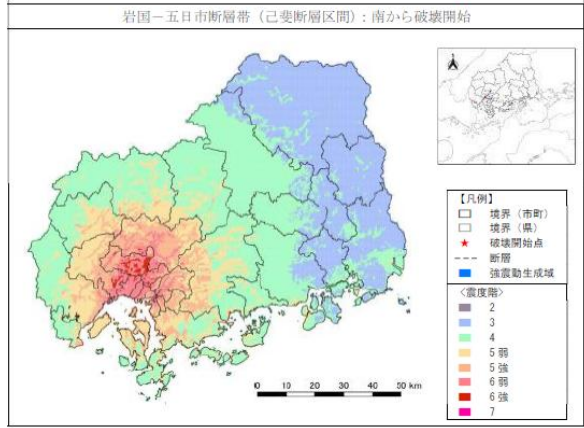 岩国－五日市断層帯（己斐断層区間）：南から破壊開始
【凡例】
境界（市町）
境界（県）
破壊開始点
断層
強震動生成域
<震度階>
2
3
4
5 弱
5 強
6 弱
6 強
7
0 10 20 30 40 50 km